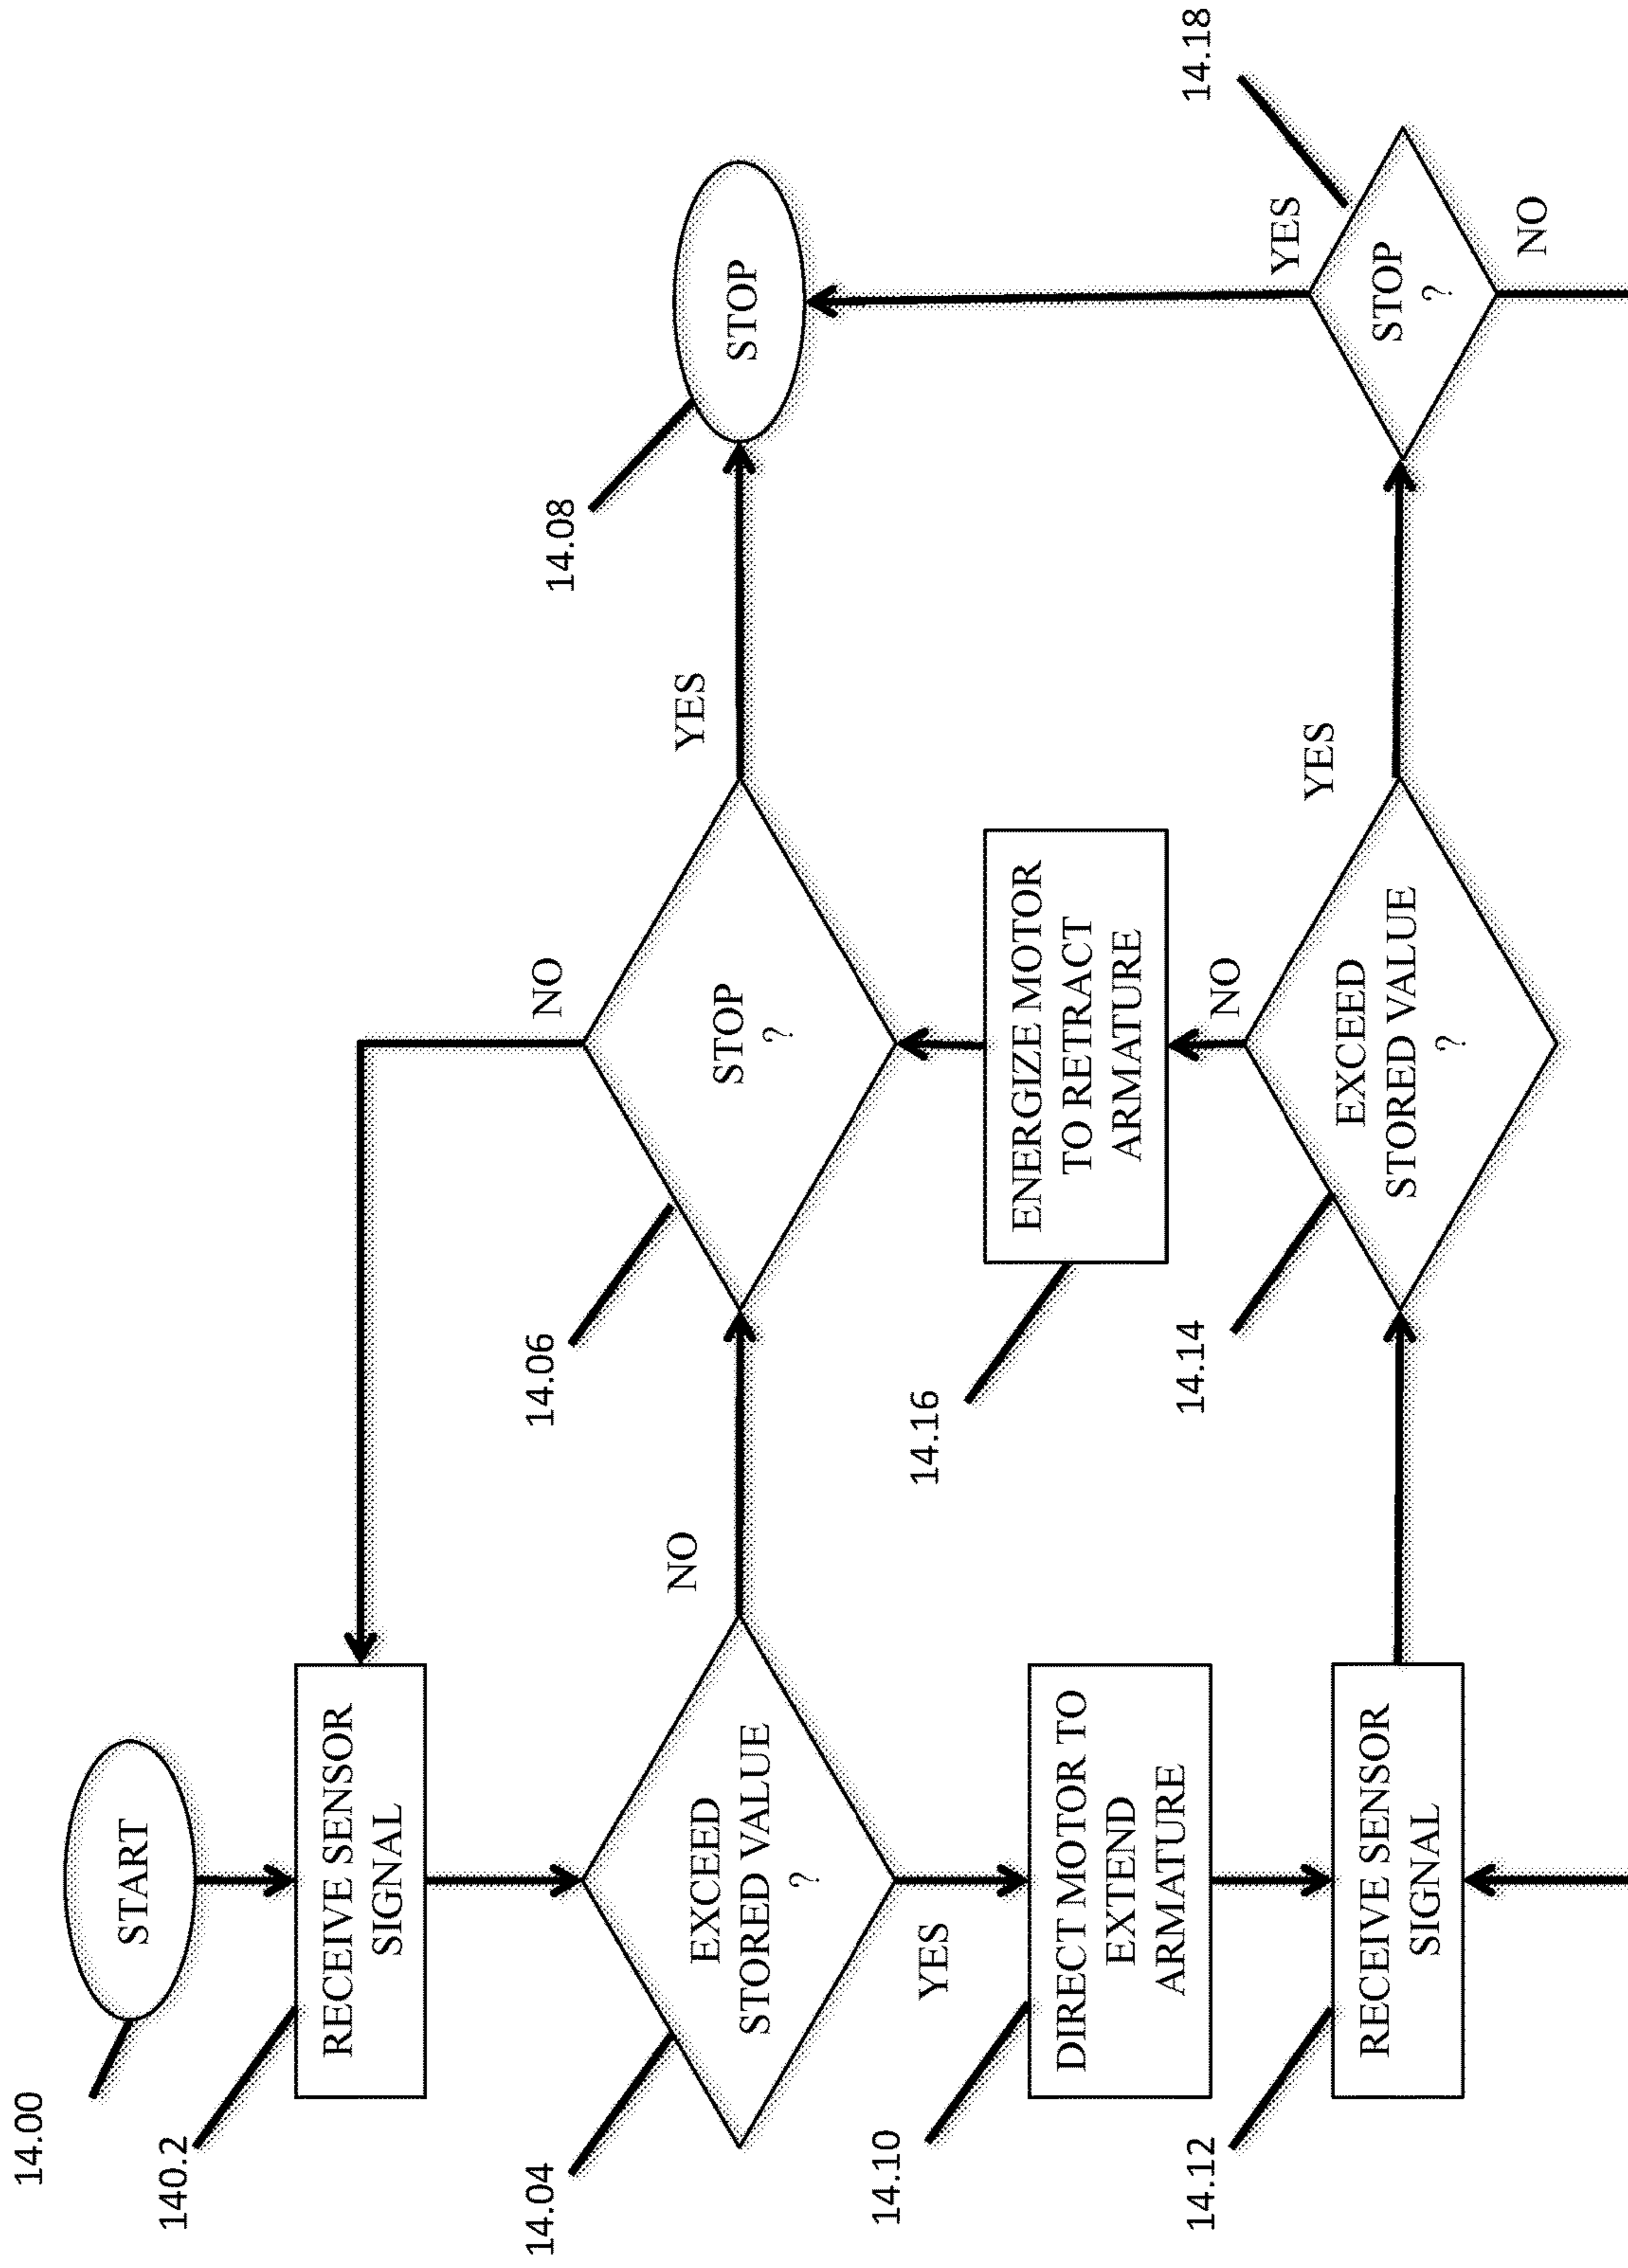 14.00
START
140.2
RECEIVE SENSOR
SIGNAL
14.04
EXCEED
STORED VALUE
?
NO
YES
14.06
STOP
?
NO
YES
14.08
STOP
14.10
DIRECT MOTOR TO
EXTEND
ARMATURE
14.16
ENERGIZE MOTOR
TO RETRACT
ARMATURE
14.12
RECEIVE SENSOR
SIGNAL
14.14
EXCEED
STORED VALUE
?
NO
YES
14.18
STOP
?
YES
NO